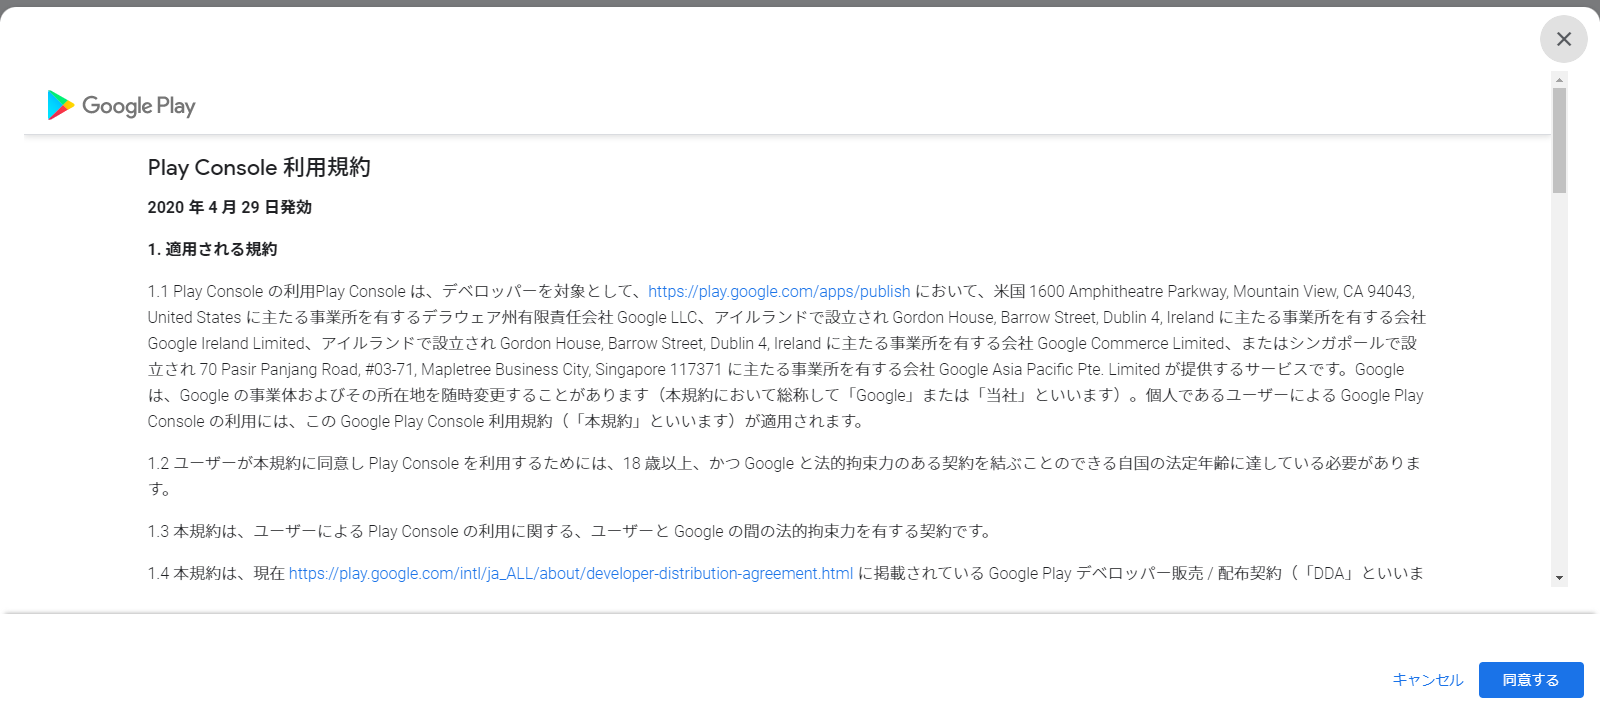 Google Play
Play Console 利用規約
2020 年 4 月 29 日発効
1. 適用される規約
1.1 Play Console の利用Play Console は、デベロッパーを対象として、https://play.google.com/apps/publish において、米国 1600 Amphitheatre Parkway, Mountain View, CA 94043,
United States に主たる事業所を有するデラウェア州有限責任会社 Google LLC、アイルランドで設立され Gordon House, Barrow Street, Dublin 4, Ireland に主たる事業所を有する会社
Google Ireland Limited、アイルランドで設立され Gordon House, Barrow Street, Dublin 4, Ireland に主たる事業所を有する会社 Google Commerce Limited、またはシンガポールで設
立され 70 Pasir Panjang Road, #03-71, Mapletree Business City, Singapore 117371 に主たる事業所を有する会社 Google Asia Pacific Pte. Limited が提供するサービスです。Google
は、Google の事業体およびその所在地を随時変更することがあります（本規約において総称して「Google」または「当社」といいます）。個人であるユーザーによる Google Play
Console の利用には、この Google Play Console 利用規約（「本規約」といいます）が適用されます。
1.2 ユーザーが本規約に同意し Play Console を利用するためには、18 歳以上、かつ Google と法的拘束力のある契約を結ぶことのできる自国の法定年齢に達している必要がありま
す。
1.3 本規約は、ユーザーによる Play Console の利用に関する、ユーザーと Google の間の法的拘束力を有する契約です。
1.4 本規約は、現在 https://play.google.com/intl/ja_ALL/about/developer-distribution-agreement.html に掲載されている Google Play デベロッパー販売 / 配布契約（「DDA」といいま
キャンセル
同意する